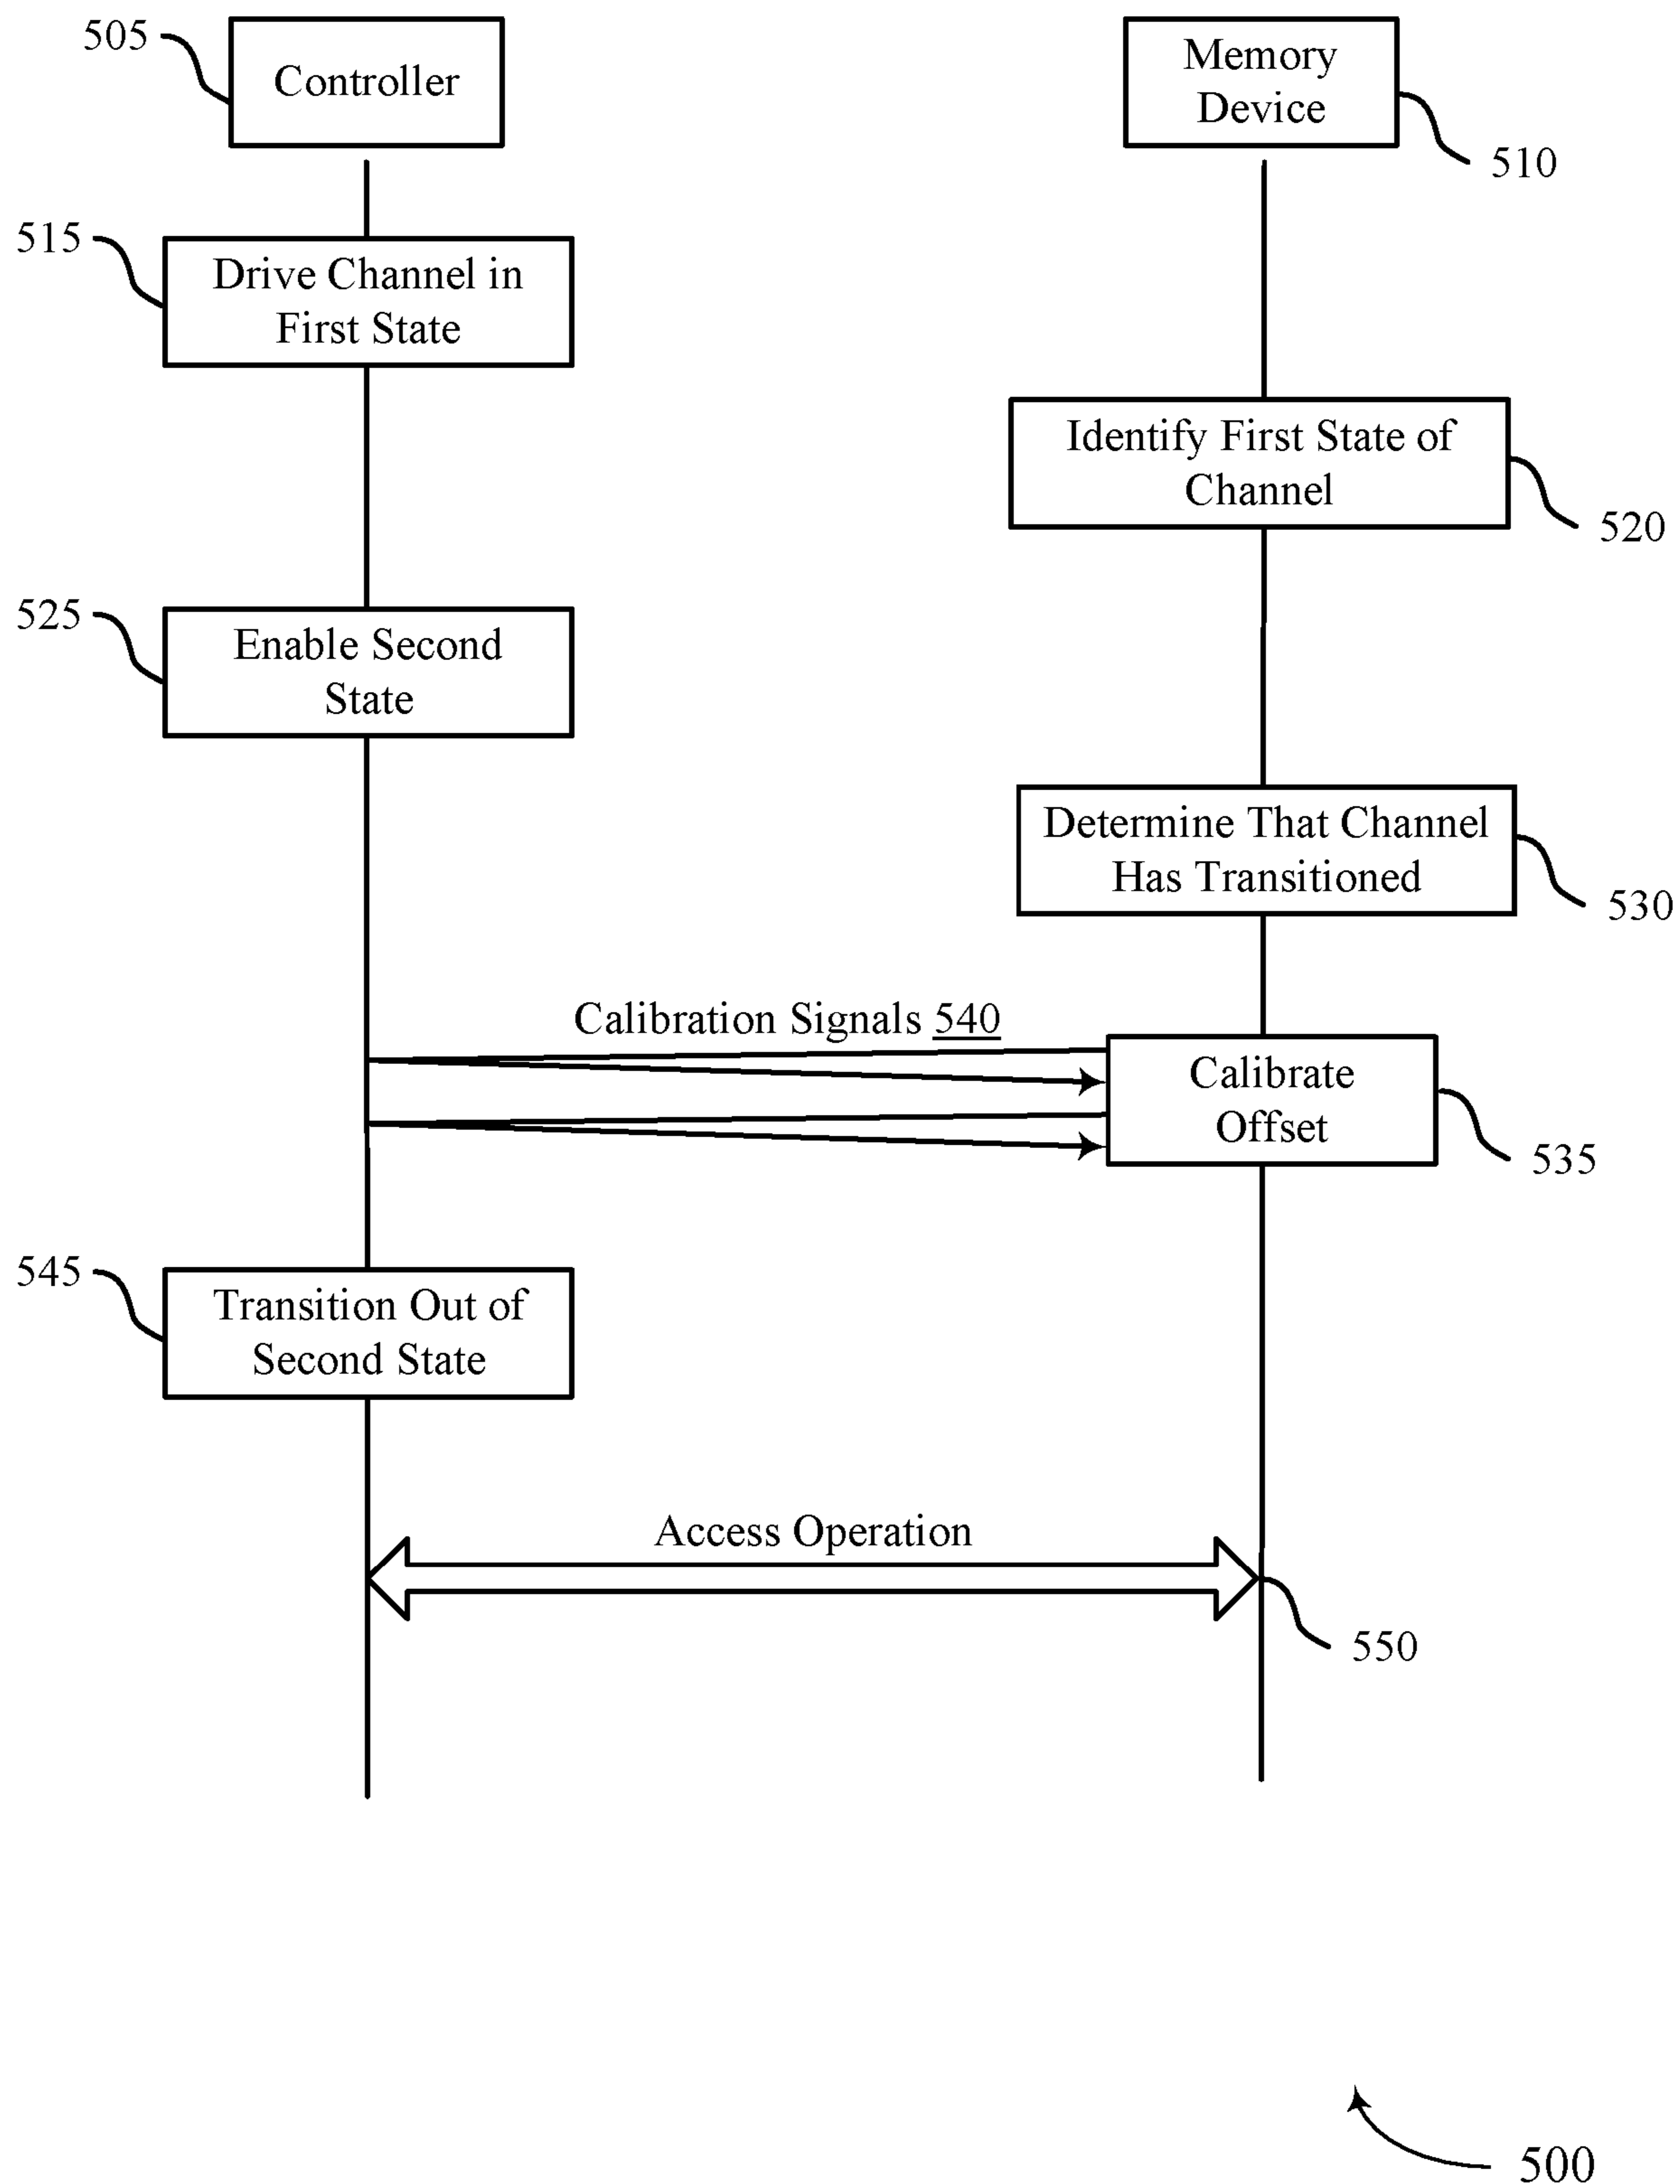 505
Controller
Memory
Device
510
515
Drive Channel in
First State
Identify First State of
Channel
520
525
Enable Second
State
Determine That Channel
Has Transitioned
530
Calibration Signals 540
Calibrate
Offset
535
545
Transition Out of
Second State
Access Operation
550
500